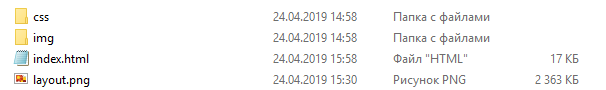 css 24.04.2019 14:58 Папка с файлами
img 24.04.2019 14:58 Папка с файлами
index.html 24.04.2019 15:58 Файл "HTML" 17 КБ
layout.png 24.04.2019 15:30 Рисунок PNG 2 363 КБ